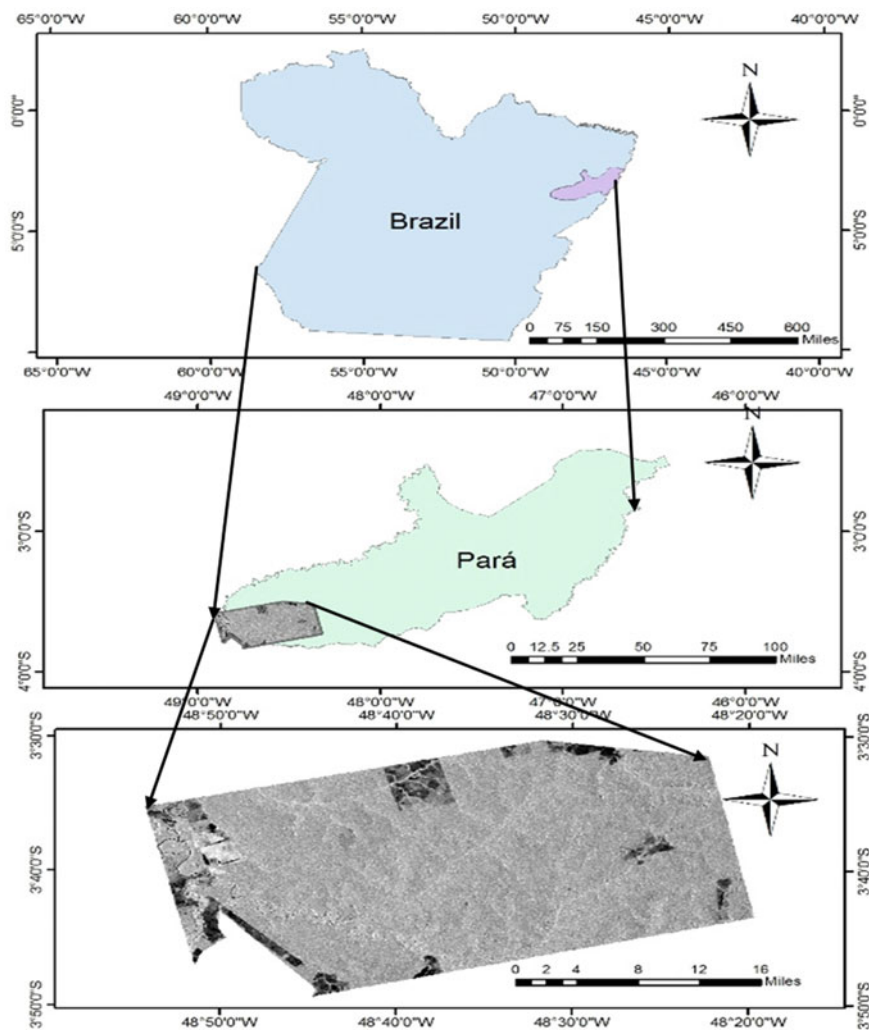 65°0'0"W 60°0'0"W 55°0'0"W 50°0'0"W 45°0'0"W 40°0'0"W
N
0°0'0" 0°0'0"
Brazil
5°0'0"S 5°0'0"S
0 75 150 300 450 600
Miles
65°0'0"W 60°0'0"W 55°0'0"W 50°0'0"W 45°0'0"W 40°0'0"W
49°0'0"W 48°0'0"W 47°0'0"W 46°0'0"W
N
3°0'0"S 3°0'0"S
Pará
0 12.5 25 50 75 100
Miles
4°0'0"S 4°0'0"S
49°0'0"W 48°0'0"W 47°0'0"W 46°0'0"W
48°50'0"W 48°40'0"W 48°30'0"W 48°20'0"W
3°30'0"S 3°30'0"S
N
3°40'0"S 3°40'0"S
0 2 4 8 12 16
Miles
3°50'0"S 3°50'0"S
48°50'0"W 48°40'0"W 48°30'0"W 48°20'0"W